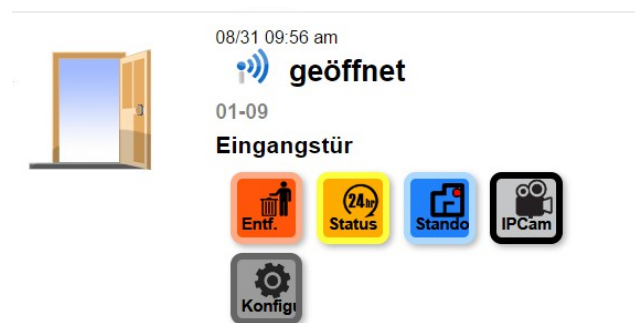 08/31 09:56 am
geöffnet
01-09
Eingangstür
24hr
Entf. Status Stando IPCam
Konfigu